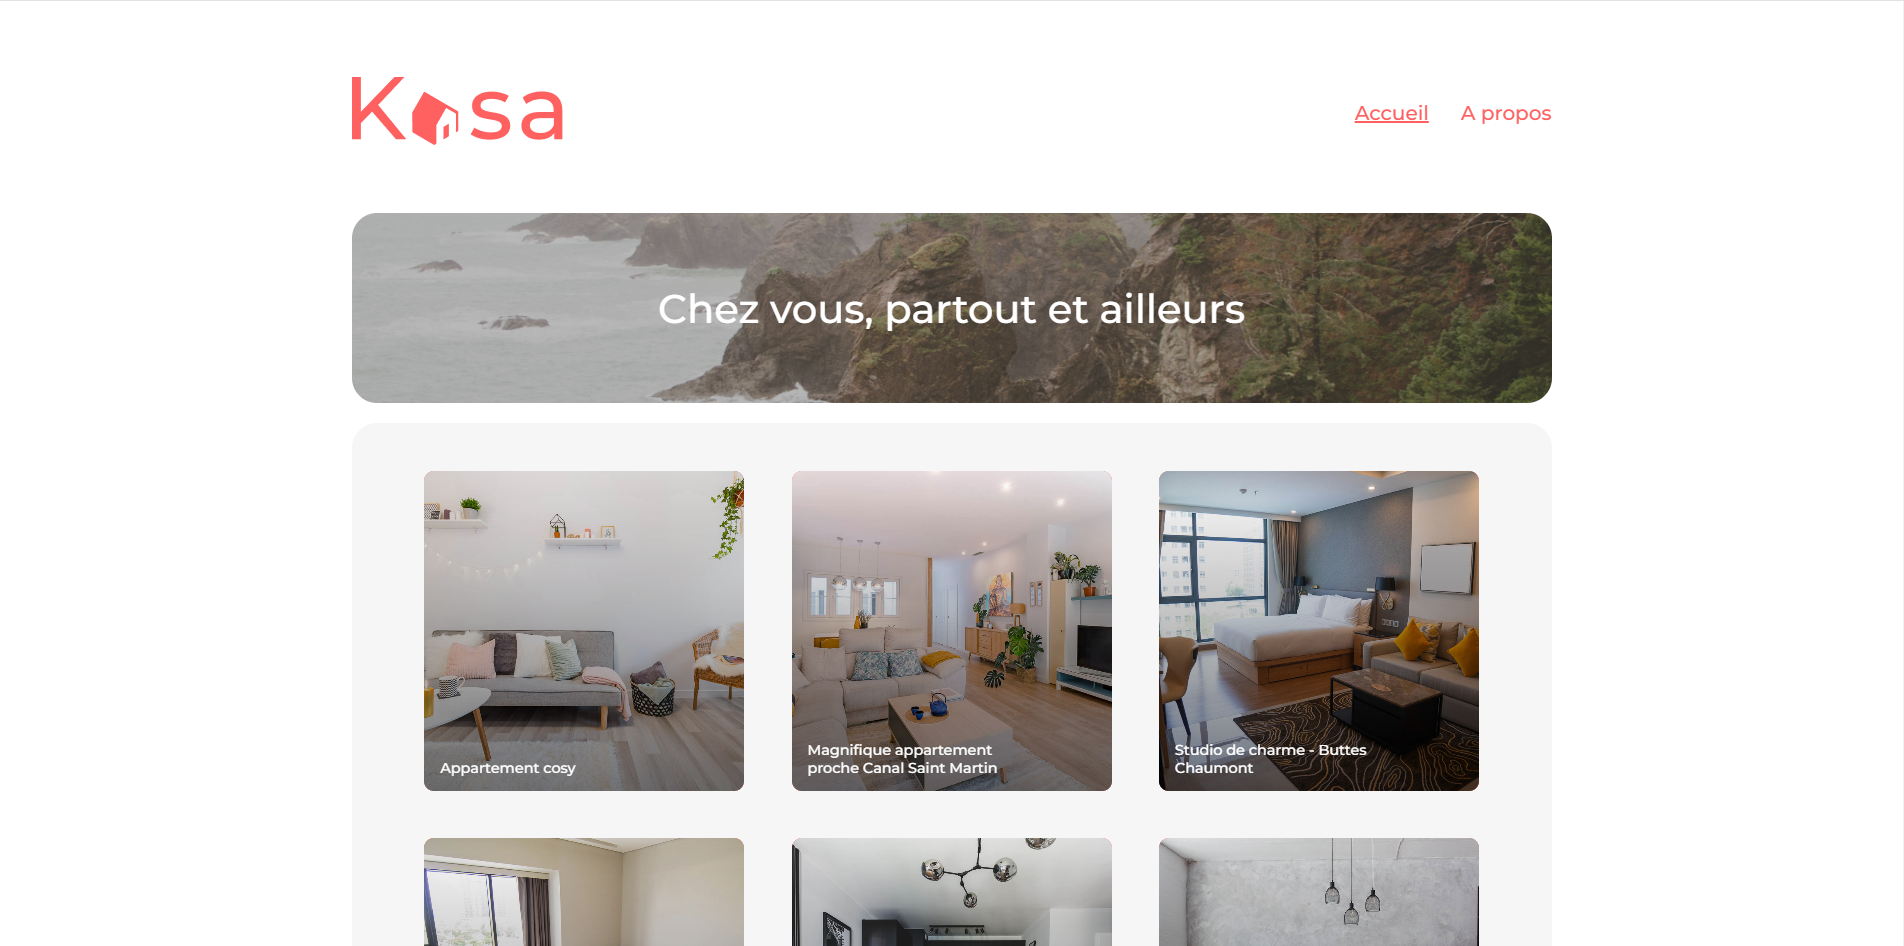 Kasa
Accueil A propos
Chez vous, partout et ailleurs
Appartement cosy
Magnifique appartement
proche Canal Saint Martin
Studio de charme - Buttes
Chaumont